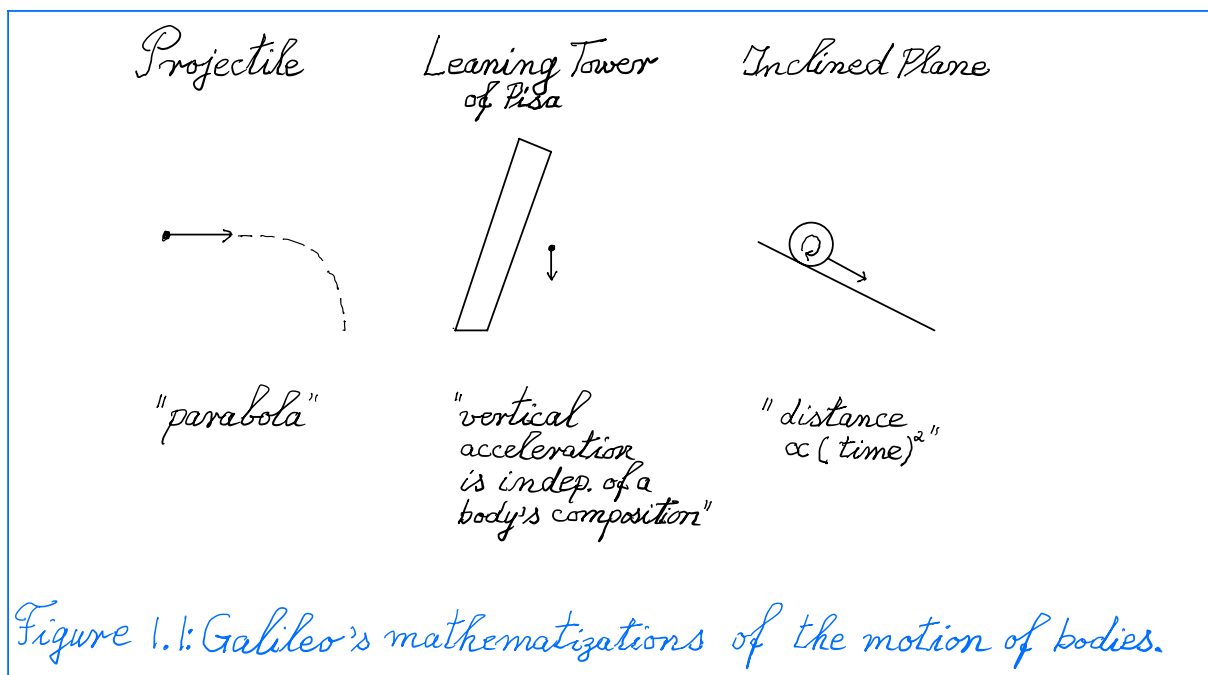 Projectile
Leaning Tower
of Pisa
Inclined Plane
"parabola"
"vertical
acceleration
is indep. of a
body's composition"
"distance
∝(time)²"
Figure 1.1: Galileo's mathematizations of the motion of bodies.